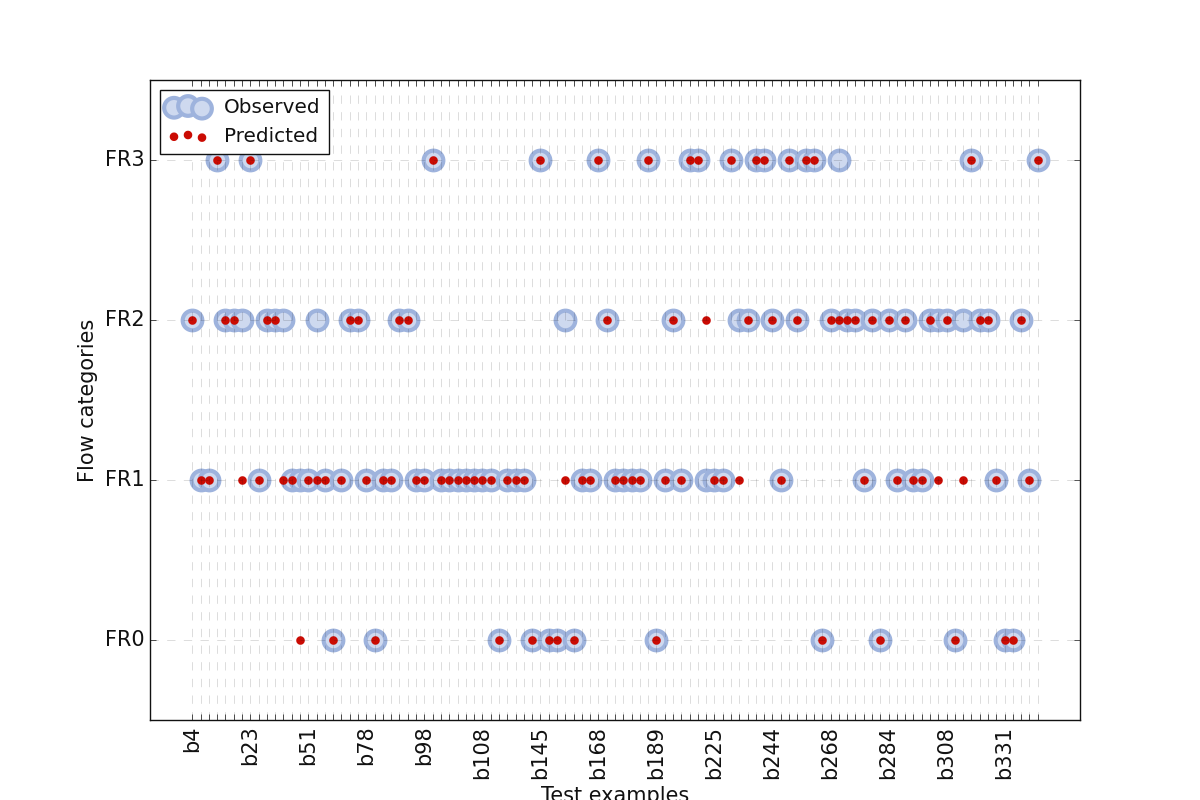 Observed
Predicted
FR3
FR2
FR1
FR0
Flow categories
b4 b23 b51 b78 b98 b108 b145 b168 b189 b225 b244 b268 b284 b308 b331
Test examples